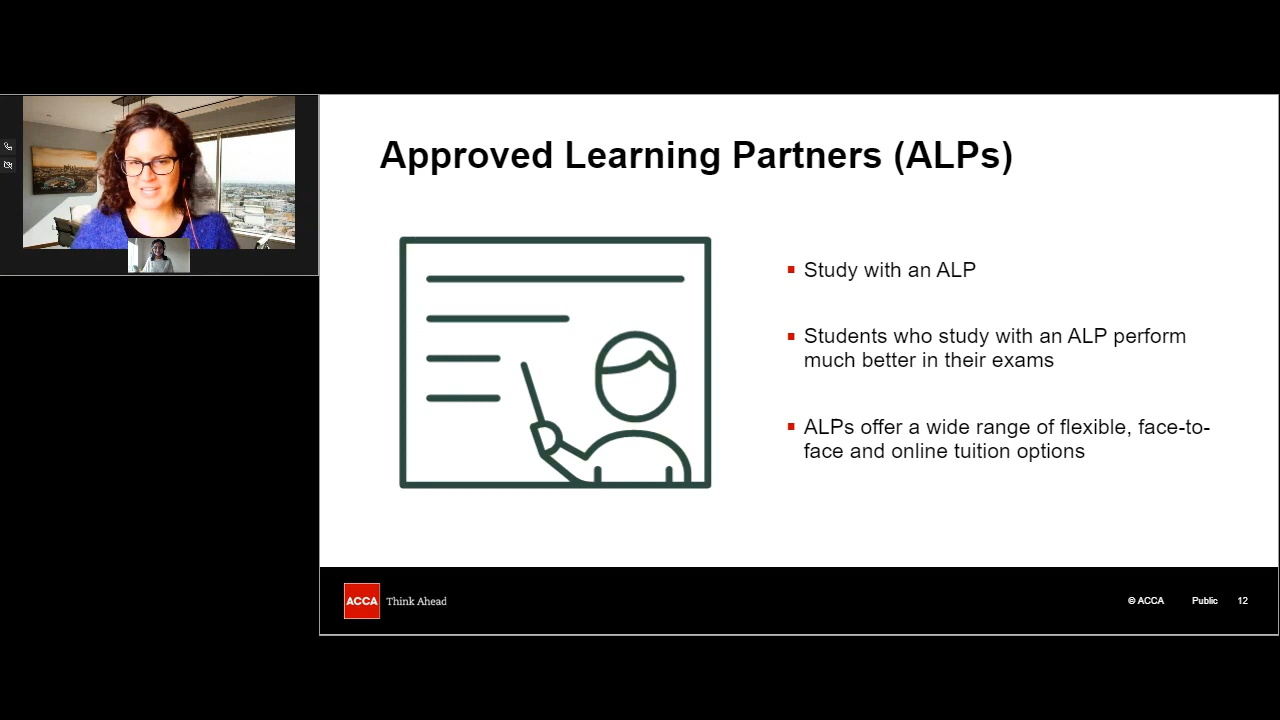 Approved Learning Partners (ALPs)
Study with an ALP
Students who study with an ALP perform
much better in their exams
ALPs offer a wide range of flexible, face-to-
face and online tuition options
ACCA Think Ahead
© ACCA Public 12